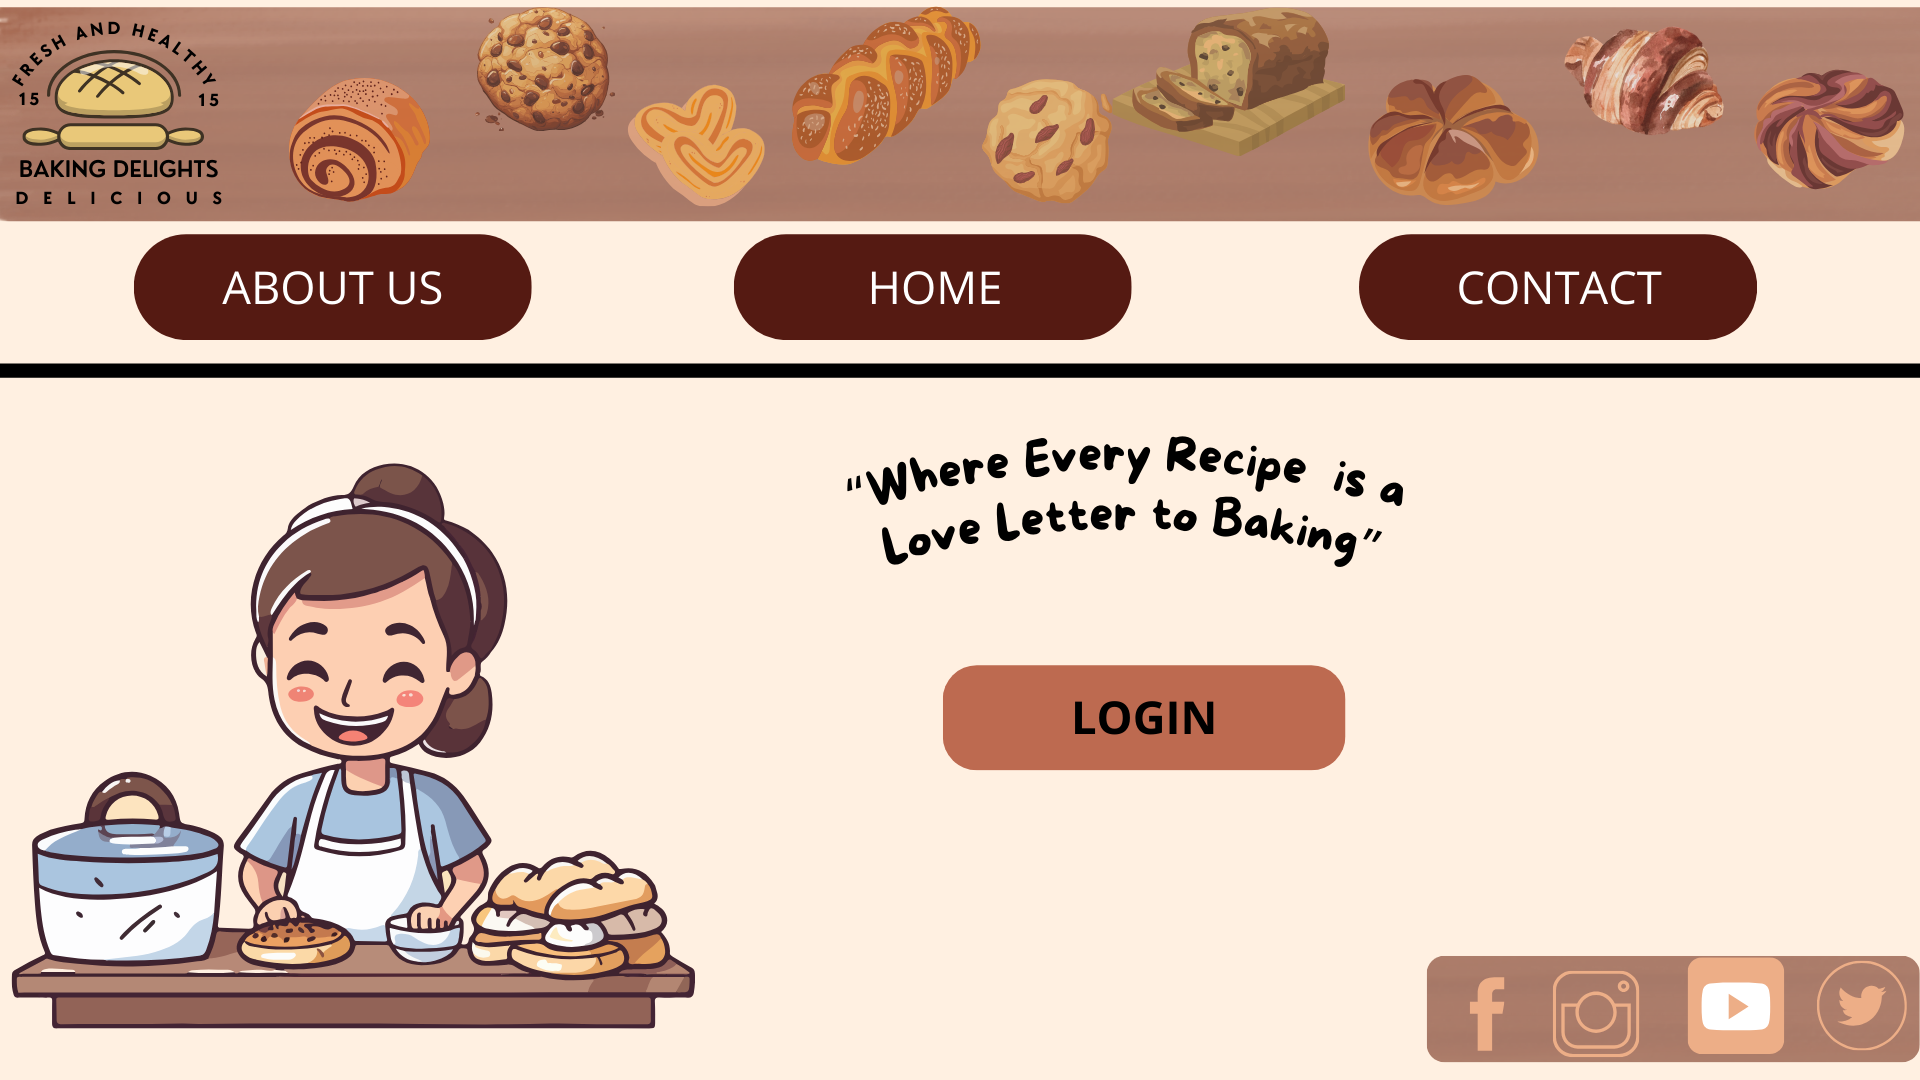 FRESH AND HEALTHY
15 15
BAKING DELIGHTS
DELICIOUS
ABOUT US
HOME
CONTACT
“Where Every Recipe is a
Love Letter to Baking”
LOGIN